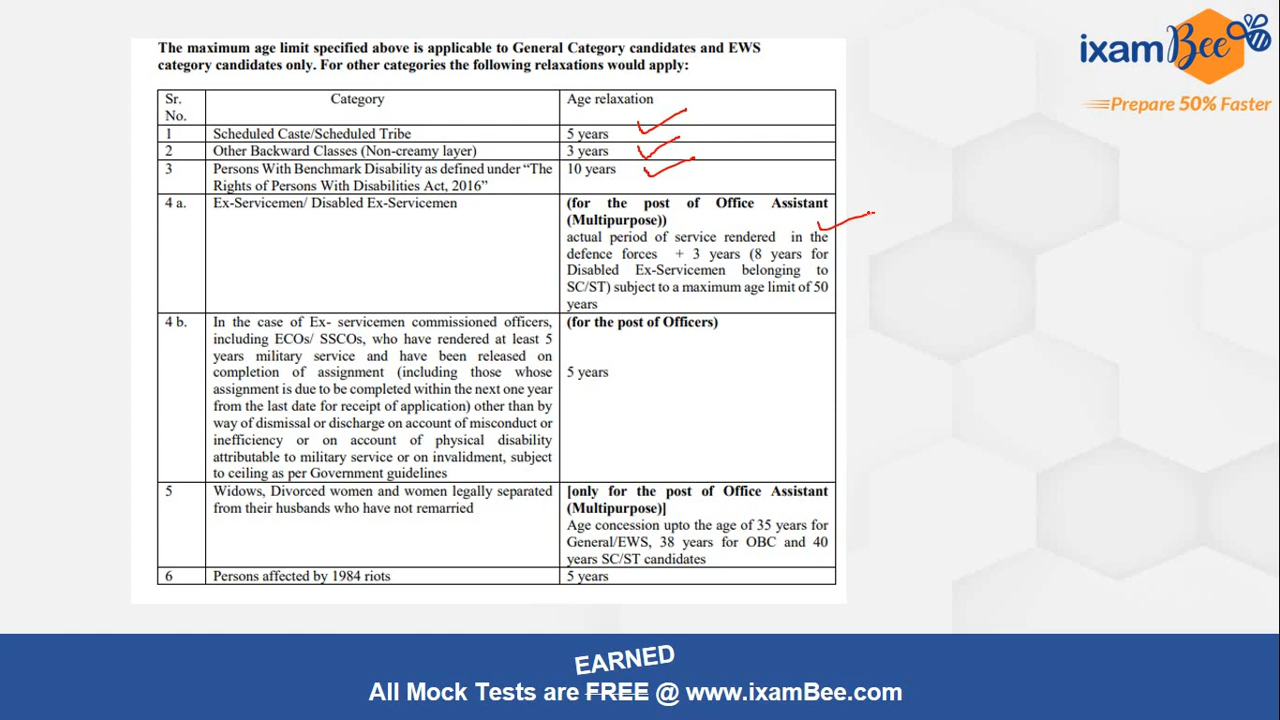 ixamBee
Prepare 50% Faster
The maximum age limit specified above is applicable to General Category candidates and EWS
category candidates only. For other categories the following relaxations would apply:
Sr. No. Category Age relaxation
1 Scheduled Caste/Scheduled Tribe 5 years
2 Other Backward Classes (Non-creamy layer) 3 years
3 Persons With Benchmark Disability as defined under “The 10 years
Rights of Persons With Disabilities Act, 2016”
4 a. Ex-Servicemen/ Disabled Ex-Servicemen (for the post of Office Assistant
(Multipurpose))
actual period of service rendered in the
defence forces + 3 years (8 years for
Disabled Ex-Servicemen belonging to
SC/ST) subject to a maximum age limit of 50
years
4 b. In the case of Ex- servicemen commissioned officers, (for the post of Officers)
including ECOs/ SSCOs, who have rendered at least 5
years military service and have been released on
completion of assignment (including those whose 5 years
assignment is due to be completed within the next one year
from the last date for receipt of application) other than by
way of dismissal or discharge on account of misconduct or
inefficiency or on account of physical disability
attributable to military service or on invalidment, subject
to ceiling as per Government guidelines
5 Widows, Divorced women and women legally separated [only for the post of Office Assistant
from their husbands who have not remarried (Multipurpose)]
Age concession upto the age of 35 years for
General/EWS, 38 years for OBC and 40
years SC/ST candidates
6 Persons affected by 1984 riots 5 years
EARNED
All Mock Tests are FREE @ www.ixamBee.com